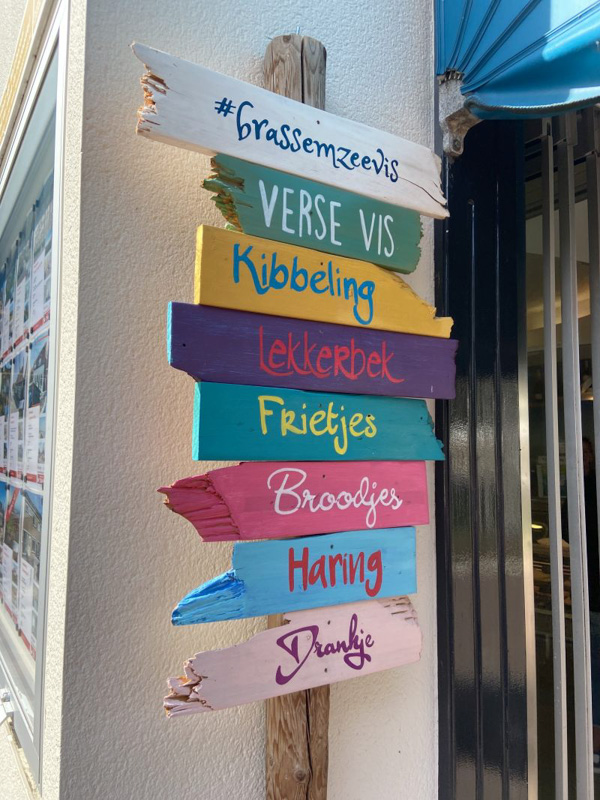 #brassemzeevis
VERSE VIS
Kibbeling
Lekkerbek
Frietjes
Broodjes
Haring
Drankje